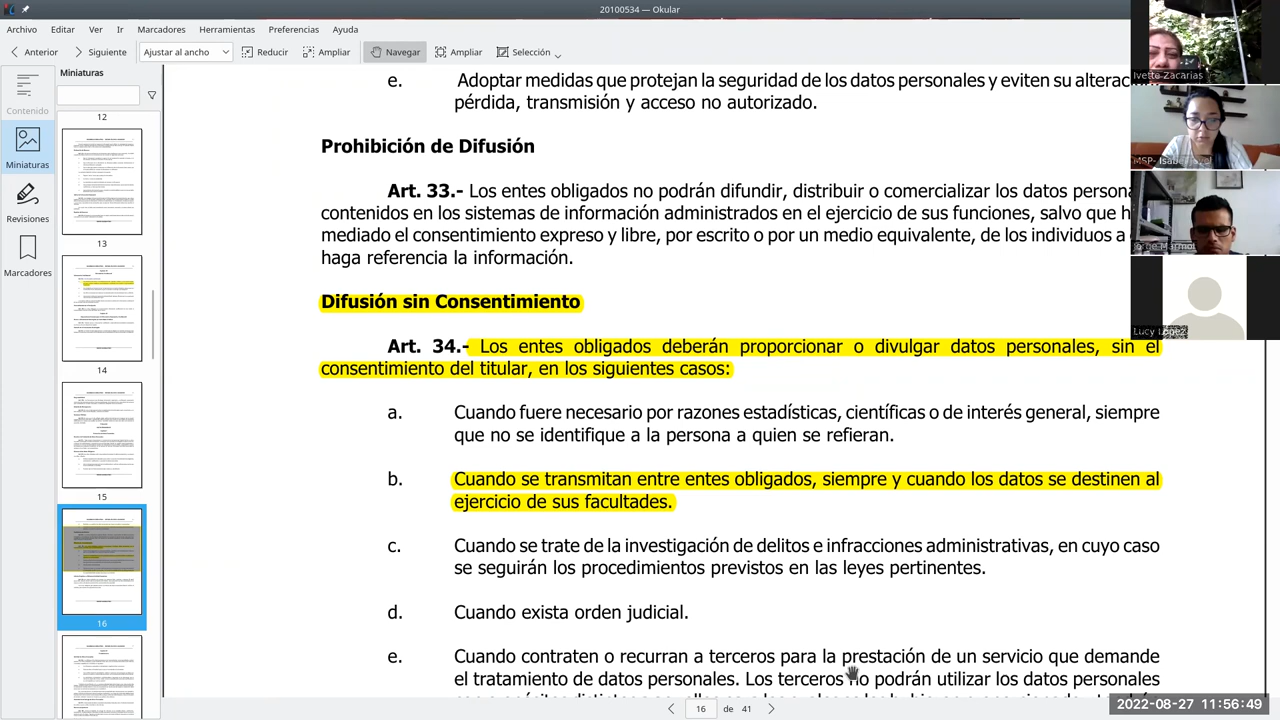 20100534 — Okular
Archivo Editar Ver Ir Marcadores Herramientas Preferencias Ayuda
Anterior Siguiente Ajustar al ancho Reducir Ampliar Navegar Ampliar Selección
Contenido
Miniaturas
Revisiones
Marcadores
Miniaturas
12
13
14
15
16
e. Adoptar medidas que protejan la seguridad de los datos personales y eviten su
pérdida, transmisión y acceso no autorizado.
Prohibición de Difusión
Art. 33.- Los entes obligados no podrán difundir, distribuir o comercializar los datos
contenidos en los sistemas de información administrados en el ejercicio de sus funciones, salvo que
mediado el consentimiento expreso y libre, por escrito o por un medio equivalente, de los individuos a
haga referencia la información.
Difusión sin Consentimiento
Art. 34.- Los entes obligados deberán proporcionar o divulgar datos personales, sin el
consentimiento del titular, en los siguientes casos:
a. Cuando fuere necesario por razones estadísticas, científicas o de interés general, siempre
que no se identifique a la persona a quien se refieran.
b. Cuando se transmitan entre entes obligados, siempre y cuando los datos se destinen al
ejercicio de sus facultades.
c. Cuando se trate de la investigación de delitos e infracciones administrativas, en cuyo caso
se seguirán los procedimientos previstos en las leyes pertinentes.
d. Cuando exista orden judicial.
e. Cuando contraten o recurran a terceros para la prestación de un servicio que demande
el tratamiento de datos personales. Los terceros no podrán utilizar los datos personales
16 de 41
Ivette Zacarias
MSP- Isabel
Jorge Marmol
Lucy López
2022-08-27 11:56:49